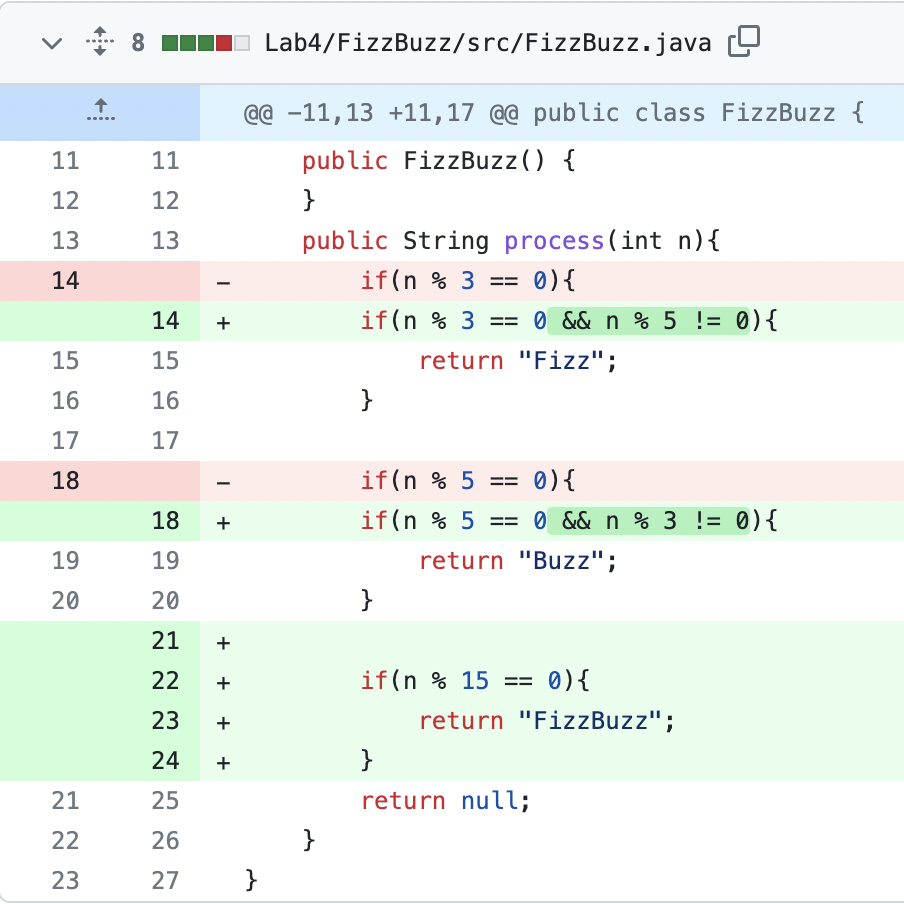 8 Lab4/FizzBuzz/src/FizzBuzz.java
@@ -11,13 +11,17 @@ public class FizzBuzz {
11 11 public FizzBuzz() {
12 12 }
13 13 public String process(int n){
14 - if(n % 3 == 0){
14 + if(n % 3 == 0 && n % 5 != 0){
15 15 return "Fizz";
16 16 }
17 17
18 - if(n % 5 == 0){
18 + if(n % 5 == 0 && n % 3 != 0){
19 19 return "Buzz";
20 20 }
21 +
22 + if(n % 15 == 0){
23 + return "FizzBuzz";
24 + }
21 25 return null;
22 26 }
23 27 }